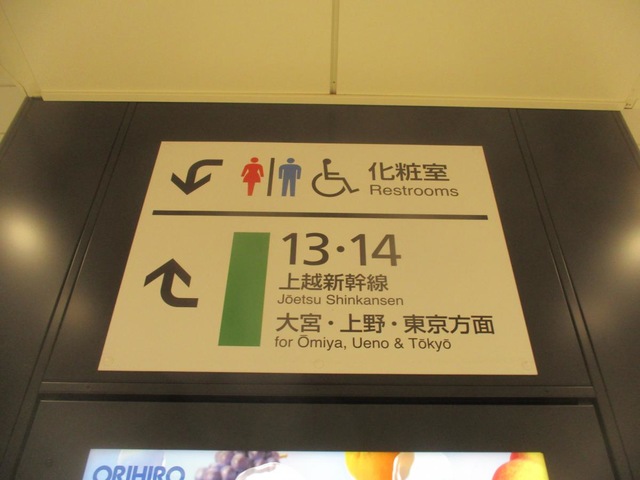 化粧室
Restrooms
13・14
上越新幹線
Jōetsu Shinkansen
大宮・上野・東京方面
for Ōmiya, Ueno & Tōkyō
ORIHIRO